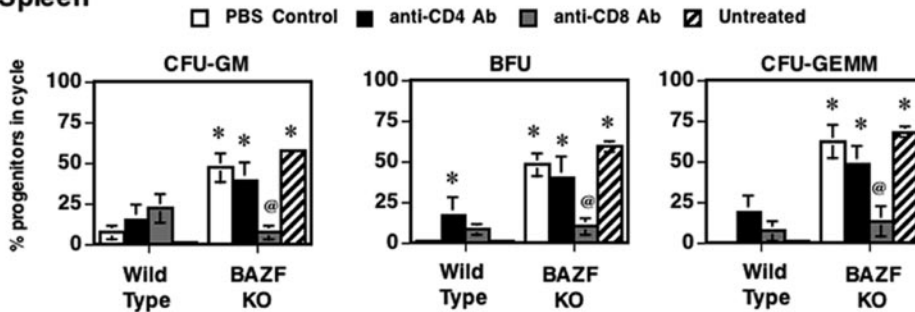 Spleen
PBS Control anti-CD4 Ab anti-CD8 Ab Untreated
% progenitors in cycle
CFU-GM
100
75
50
25
0
* * @ *
Wild Type
BAZF KO
BFU
100
75
50
25
0
* * * @ *
Wild Type
BAZF KO
CFU-GEMM
100
75
50
25
0
* * @ *
Wild Type
BAZF KO